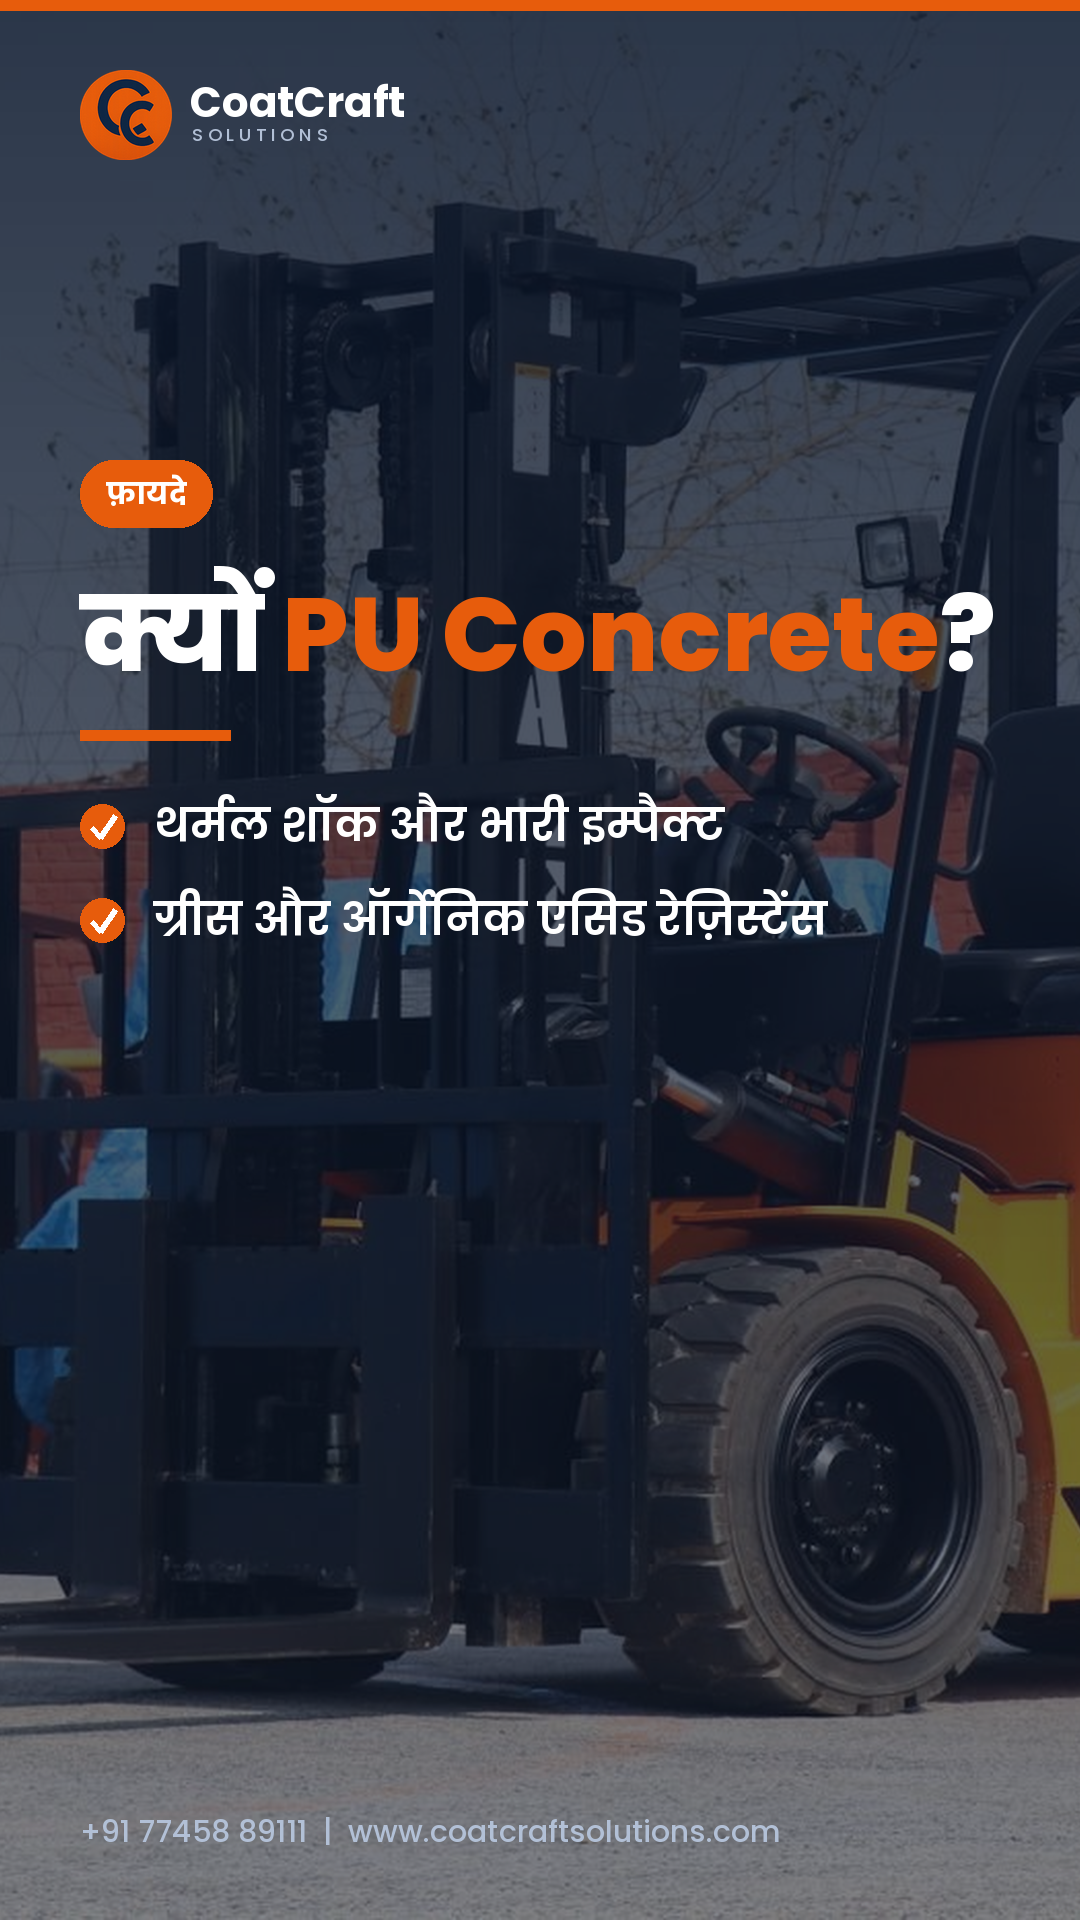 CoatCraft
SOLUTIONS
फ़ायदे
क्यों PU Concrete?
थर्मल शॉक और भारी इम्पैक्ट
ग्रीस और ऑर्गेनिक एसिड रेज़िस्टेंस
+91 77458 89111 | www.coatcraftsolutions.com